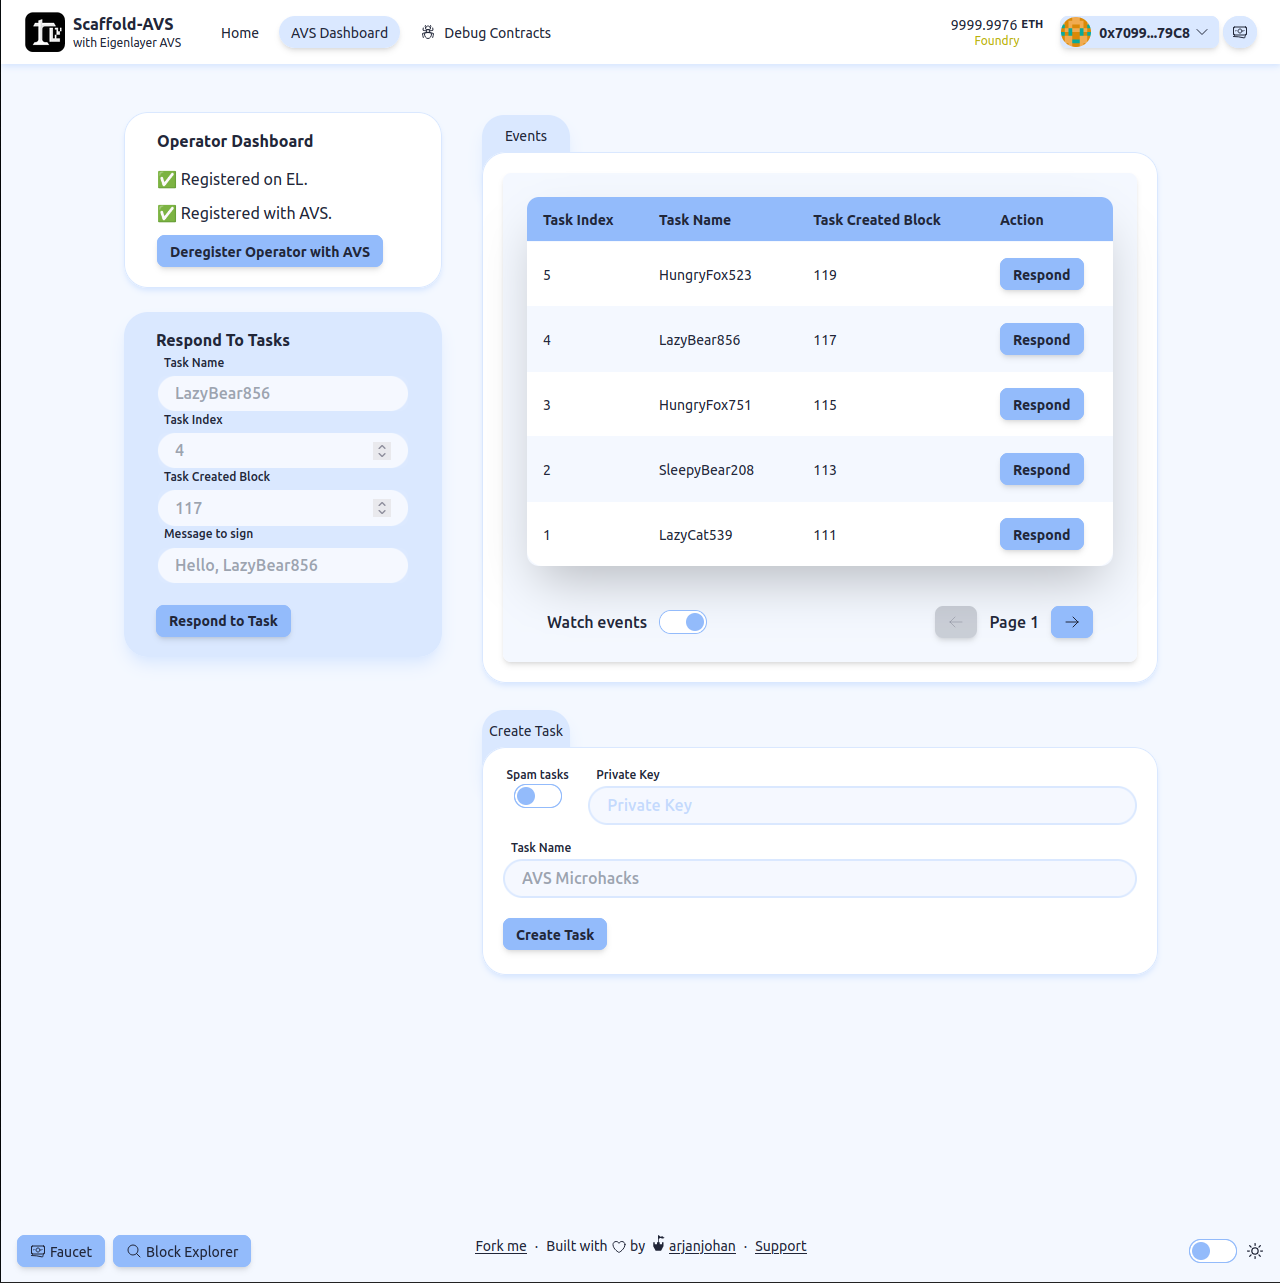 Scaffold-AVS
with Eigenlayer AVS
Home
AVS Dashboard
Debug Contracts
9999.9976 ETH
Foundry
0x7099...79C8
Operator Dashboard
✅ Registered on EL.
✅ Registered with AVS.
Deregister Operator with AVS
Respond To Tasks
Task Name
LazyBear856
Task Index
4
Task Created Block
117
Message to sign
Hello, LazyBear856
Respond to Task
Events
Task Index Task Name Task Created Block Action
5 HungryFox523 119 Respond
4 LazyBear856 117 Respond
3 HungryFox751 115 Respond
2 SleepyBear208 113 Respond
1 LazyCat539 111 Respond
Watch events
← Page 1 →
Create Task
Spam tasks
Private Key
Private Key
Task Name
AVS Microhacks
Create Task
Faucet
Block Explorer
Fork me · Built with ♡ by arjanjohan · Support